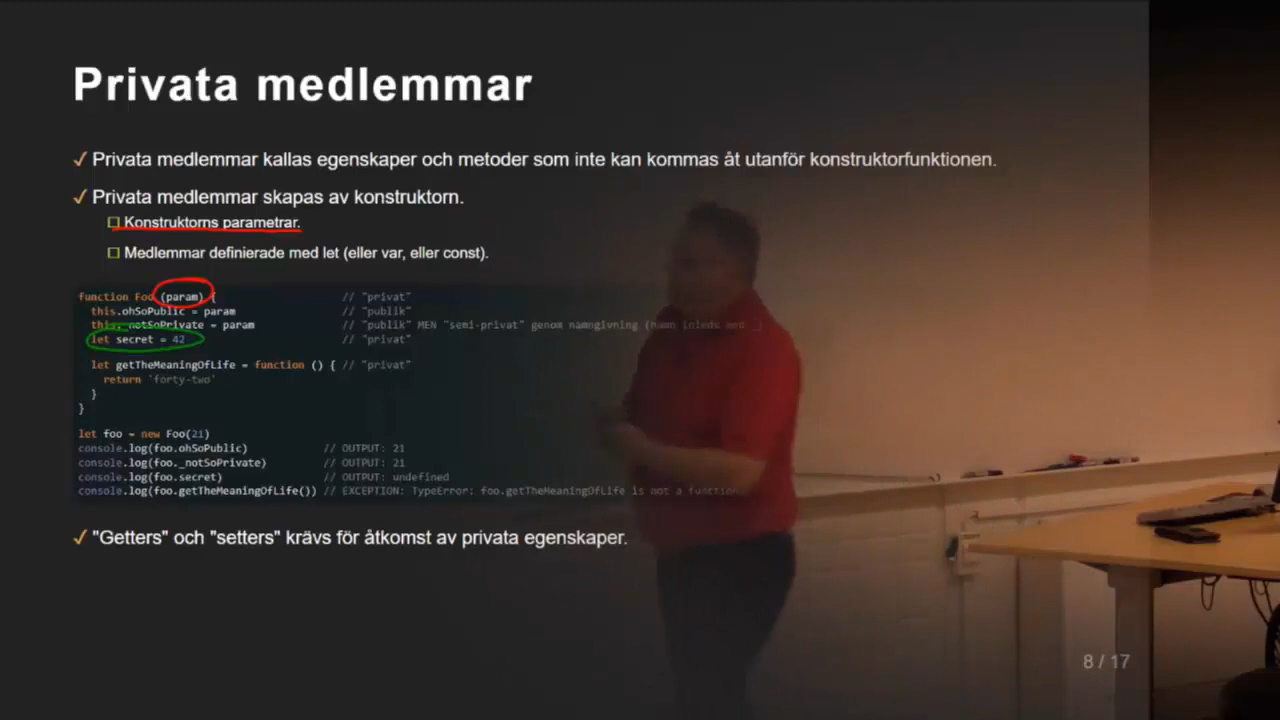 Privata medlemmar
✓ Privata medlemmar kallas egenskaper och metoder som inte kan kommas åt utanför konstruktorfunktionen.
✓ Privata medlemmar skapas av konstruktorn.
☐ Konstruktorns parametrar.
☐ Medlemmar definierade med let (eller var, eller const).
function Foo (param) { // "privat"
this.ohSoPublic = param // "publik"
this._notSoPrivate = param // "publik" MEN "semi-privat" genom namngivning (namn inleds med _)
let secret = 42 // "privat"
let getTheMeaningOfLife = function () { // "privat"
return 'forty-two'
}
}
let foo = new Foo(21)
console.log(foo.ohSoPublic) // OUTPUT: 21
console.log(foo._notSoPrivate) // OUTPUT: 21
console.log(foo.secret) // OUTPUT: undefined
console.log(foo.getTheMeaningOfLife()) // EXCEPTION: TypeError: foo.getTheMeaningOfLife is not a function
✓ "Getters" och "setters" krävs för åtkomst av privata egenskaper.
8 / 17